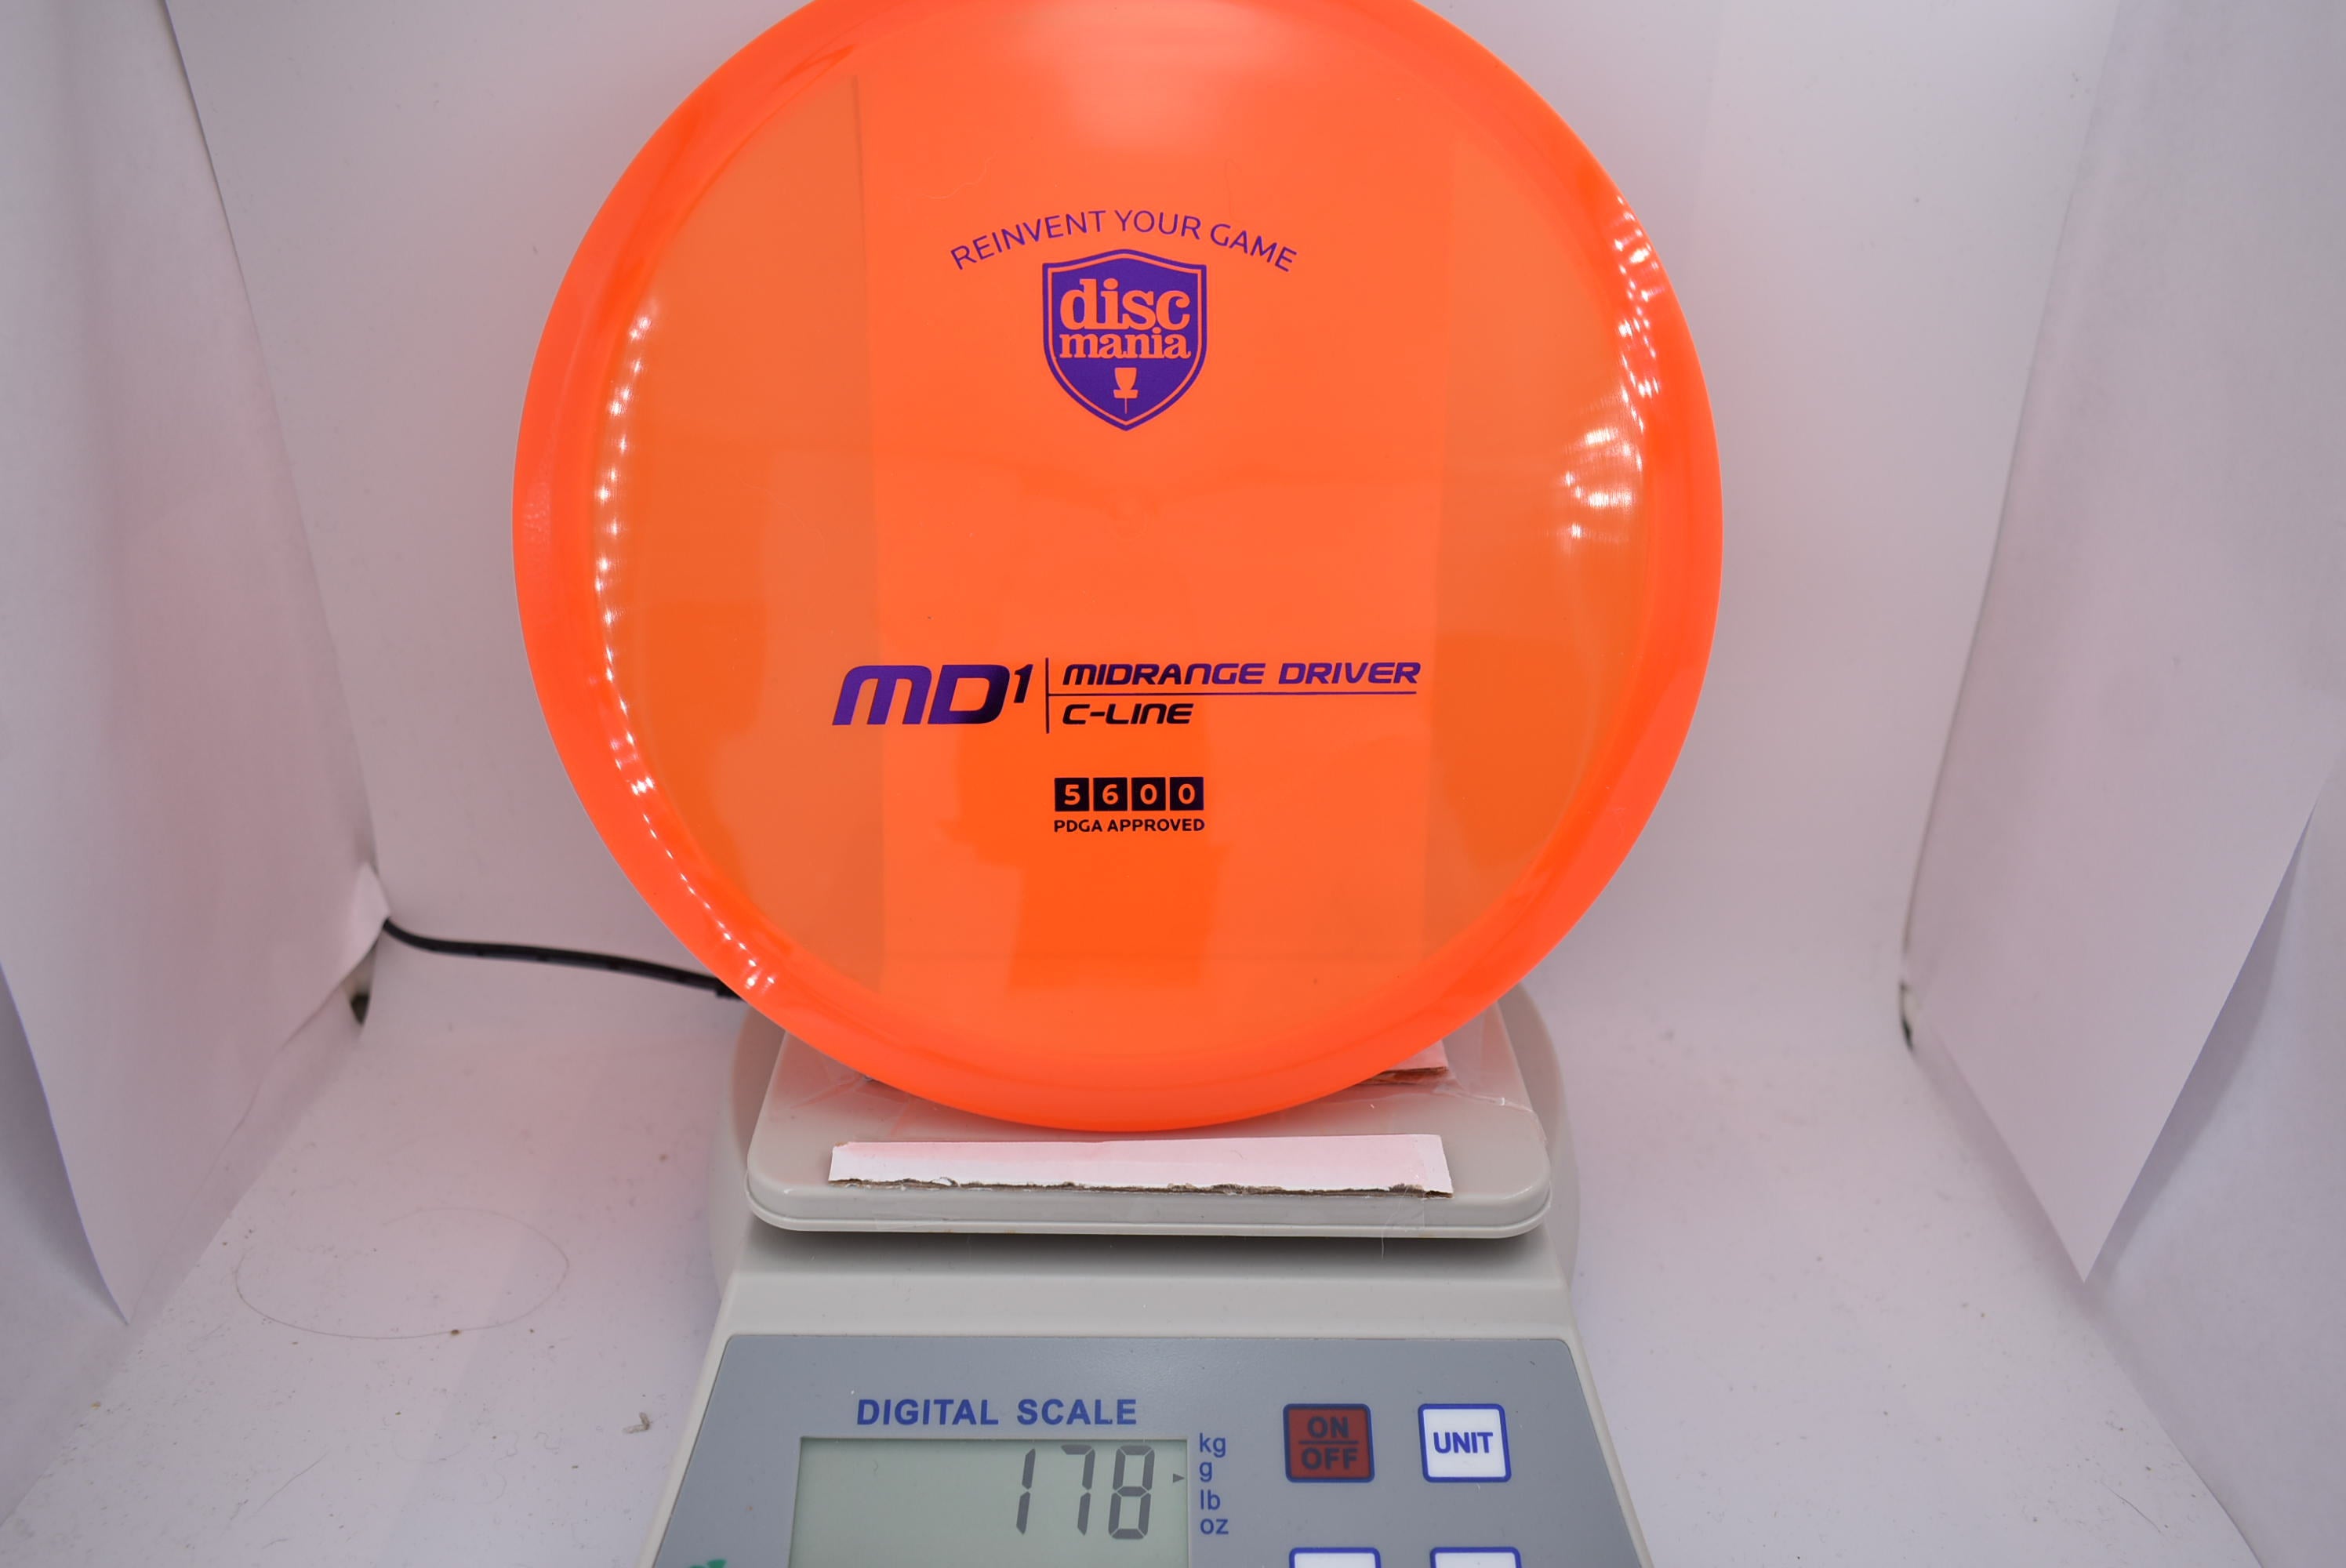 REINVENT YOUR GAME
disc
mania
MD1
MIDRANGE DRIVER
C-LINE
5 6 0 0
PDGA APPROVED
DIGITAL SCALE
178
kg
g
lb
oz
ON
OFF
UNIT